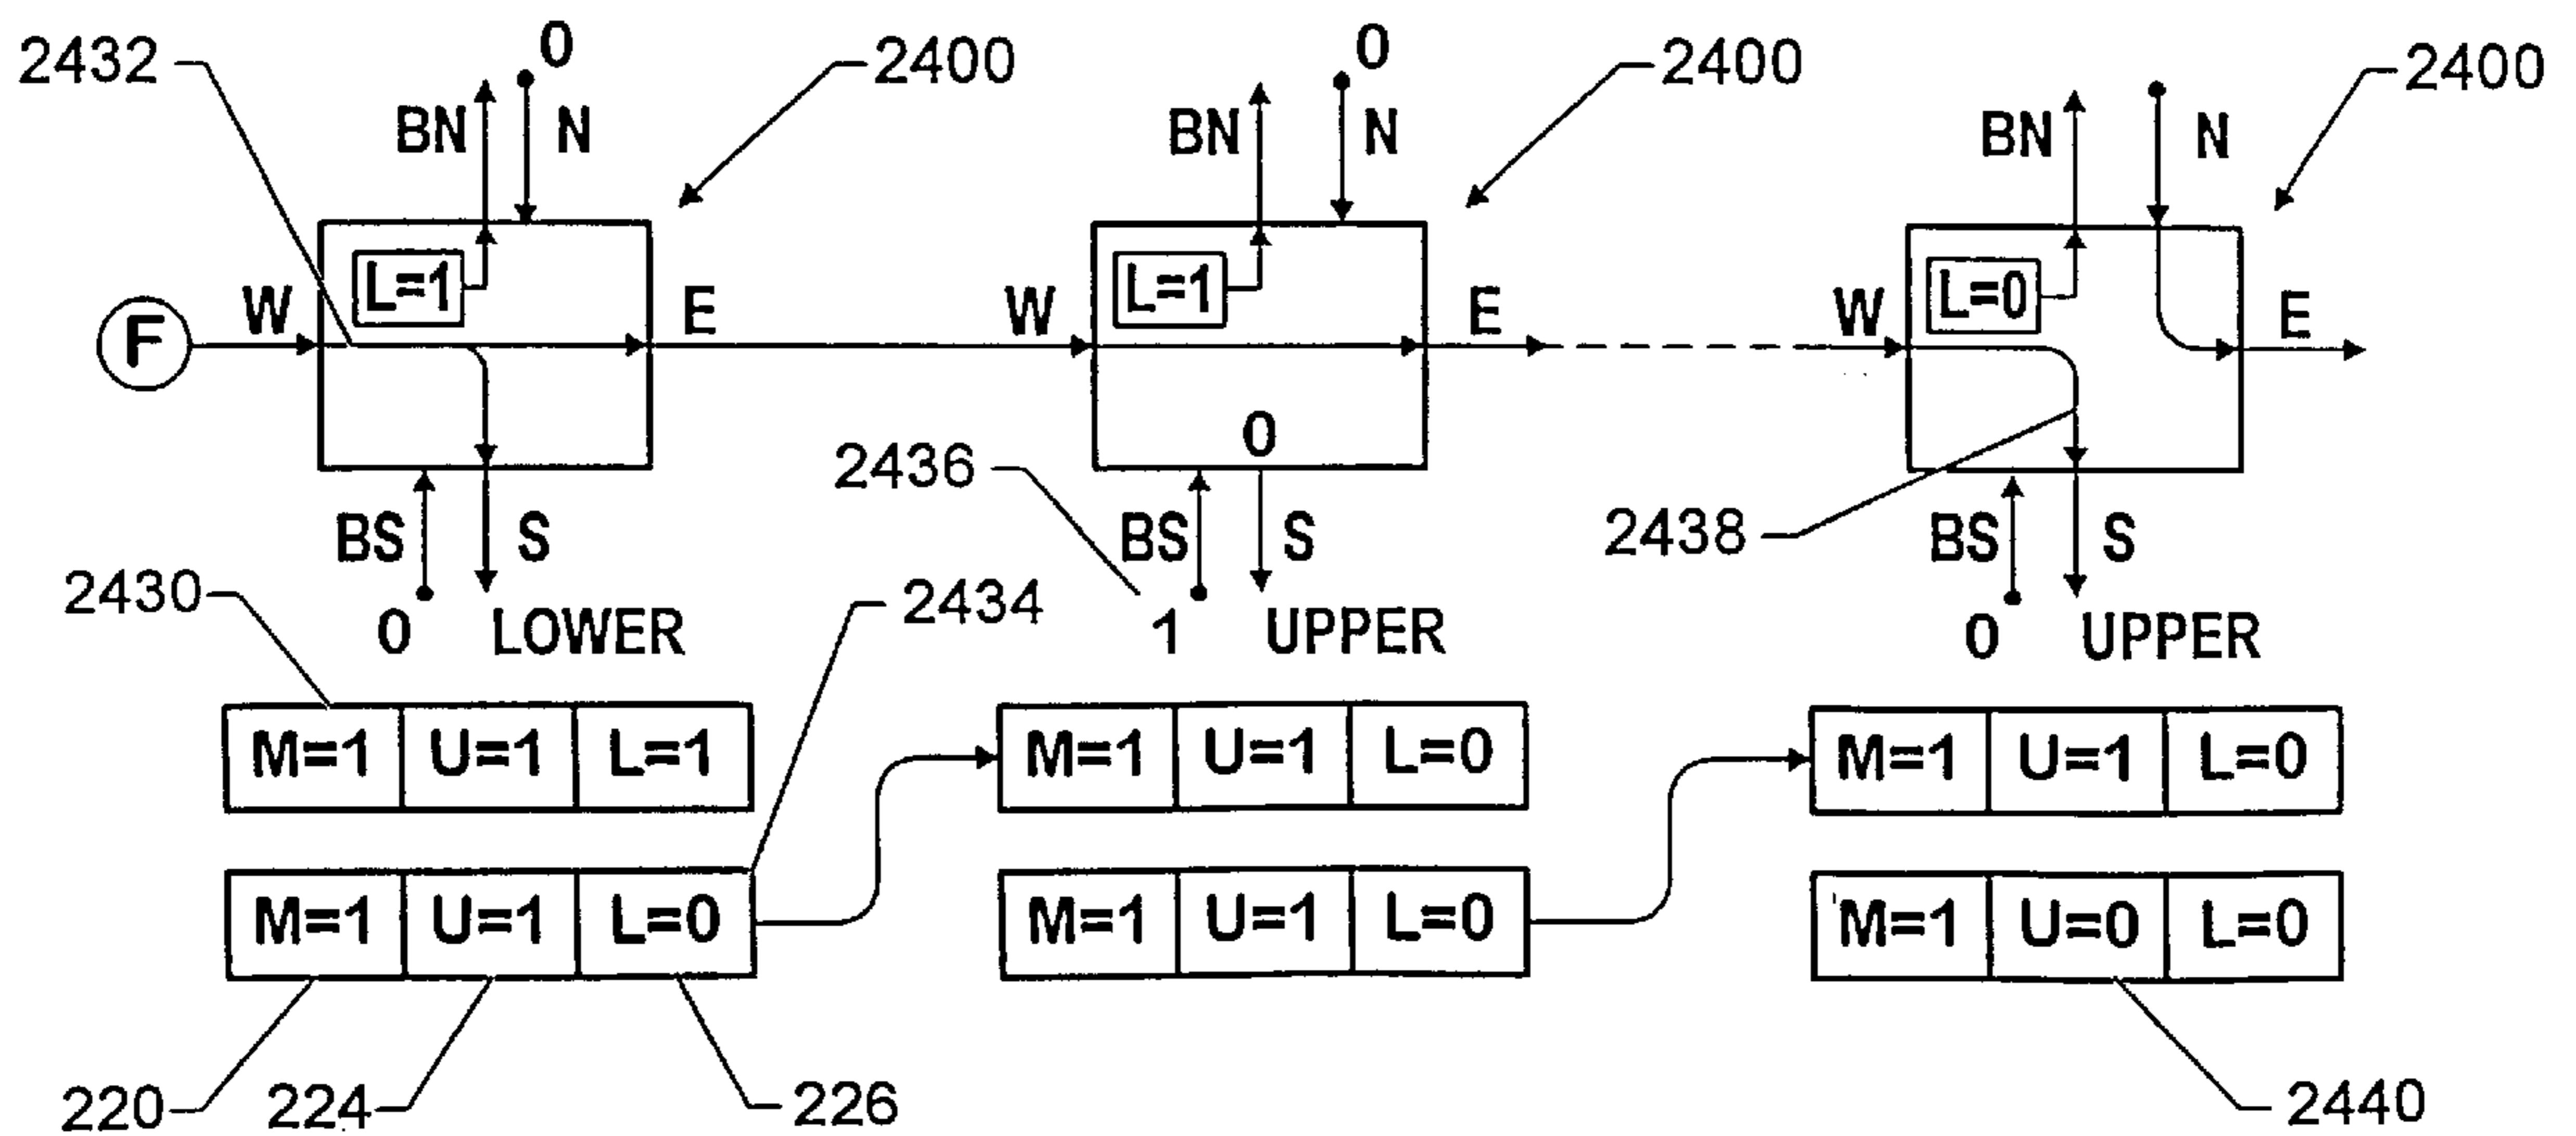 2432
0
2400
0
2400
2400
BN
N
BN
N
BN
N
L=1
L=1
L=0
F
W
E
W
E
W
E
0
2436
2438
BS
S
BS
S
BS
S
2430
0
LOWER
2434
1
UPPER
0
UPPER
M=1 U=1 L=1
M=1 U=1 L=0
M=1 U=1 L=0
M=1 U=1 L=0
M=1 U=1 L=0
M=1 U=0 L=0
220
224
226
2440